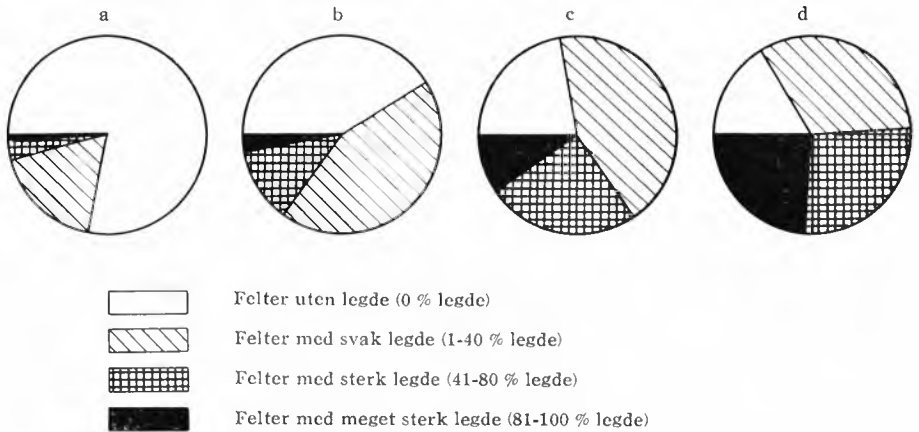 a b c d
Felter uten legde (0 % legde)
Felter med svak legde (1-40 % legde)
Felter med sterk legde (41-80 % legde)
Felter med meget sterk legde (81-100 % legde)